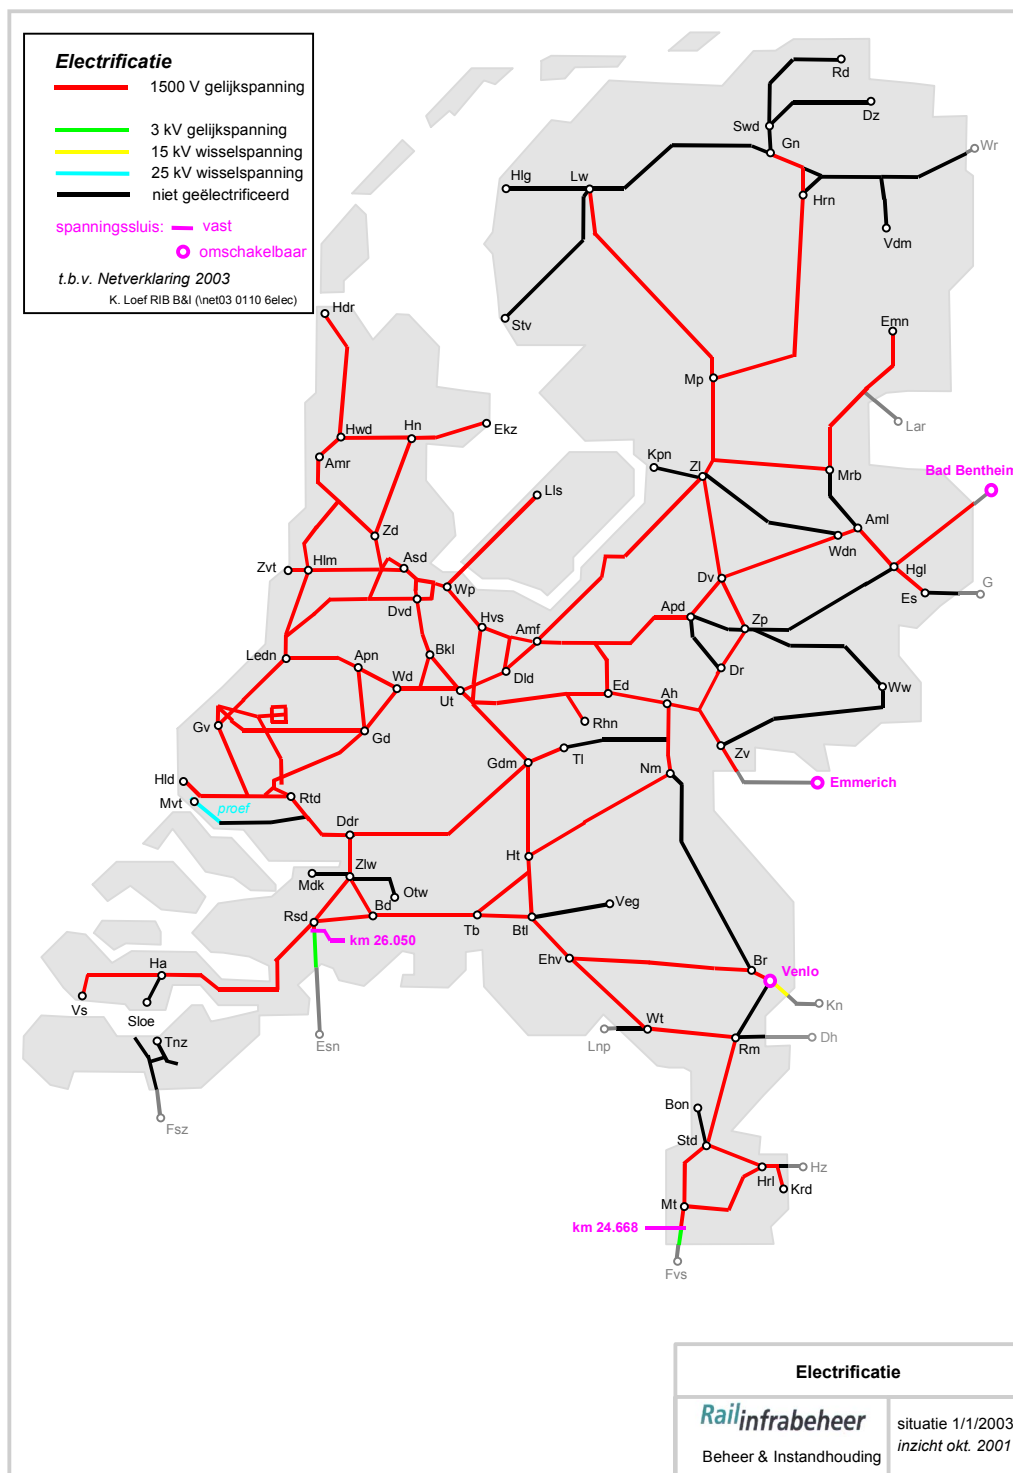 Electrificatie
1500 V gelijkspanning
3 kV gelijkspanning
15 kV wisselspanning
25 kV wisselspanning
niet geëlectrificeerd
spanningssluis: vast
omschakelbaar
t.b.v. Netverklaring 2003
K. Loef RIB B&I (\net03 0110 6elec)
Rd
Dz
Swd
Gn
Wr
Hlg
Lw
Hrn
Vdm
Stv
Hdr
Emn
Mp
Lar
Hwd
Hn
Ekz
Amr
Kpn
Zl
Mrb
Bad Bentheim
Lls
Zd
Aml
Wdn
Zvt
Hlm
Asd
Wp
Dv
Hgl
Es
G
Dvd
Hvs
Amf
Apd
Zp
Ledn
Apn
Bkl
Dld
Dr
Wd
Ut
Ed
Ah
Ww
Gv
Gd
Rhn
Zv
Gdm
Tl
Nm
Emmerich
Hld
Mvt
proef
Rtd
Ddr
Ht
Zlw
Mdk
Otw
Rsd
Bd
Tb
Btl
Veg
km 26.050
Ehv
Br
Venlo
Ha
Vs
Sloe
Kn
Esn
Wt
Lnp
Rm
Dh
Tnz
Fsz
Bon
Std
Hrl
Hz
Krd
Mt
km 24.668
Fvs
Electrificatie
Railinfrabeheer
Beheer & Instandhouding
situatie 1/1/2003
inzicht okt. 2001